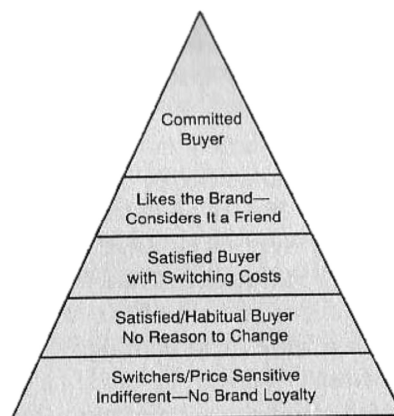 Committed
Buyer
Likes the Brand—
Considers It a Friend
Satisfied Buyer
with Switching Costs
Satisfied/Habitual Buyer
No Reason to Change
Switchers/Price Sensitive
Indifferent—No Brand Loyalty